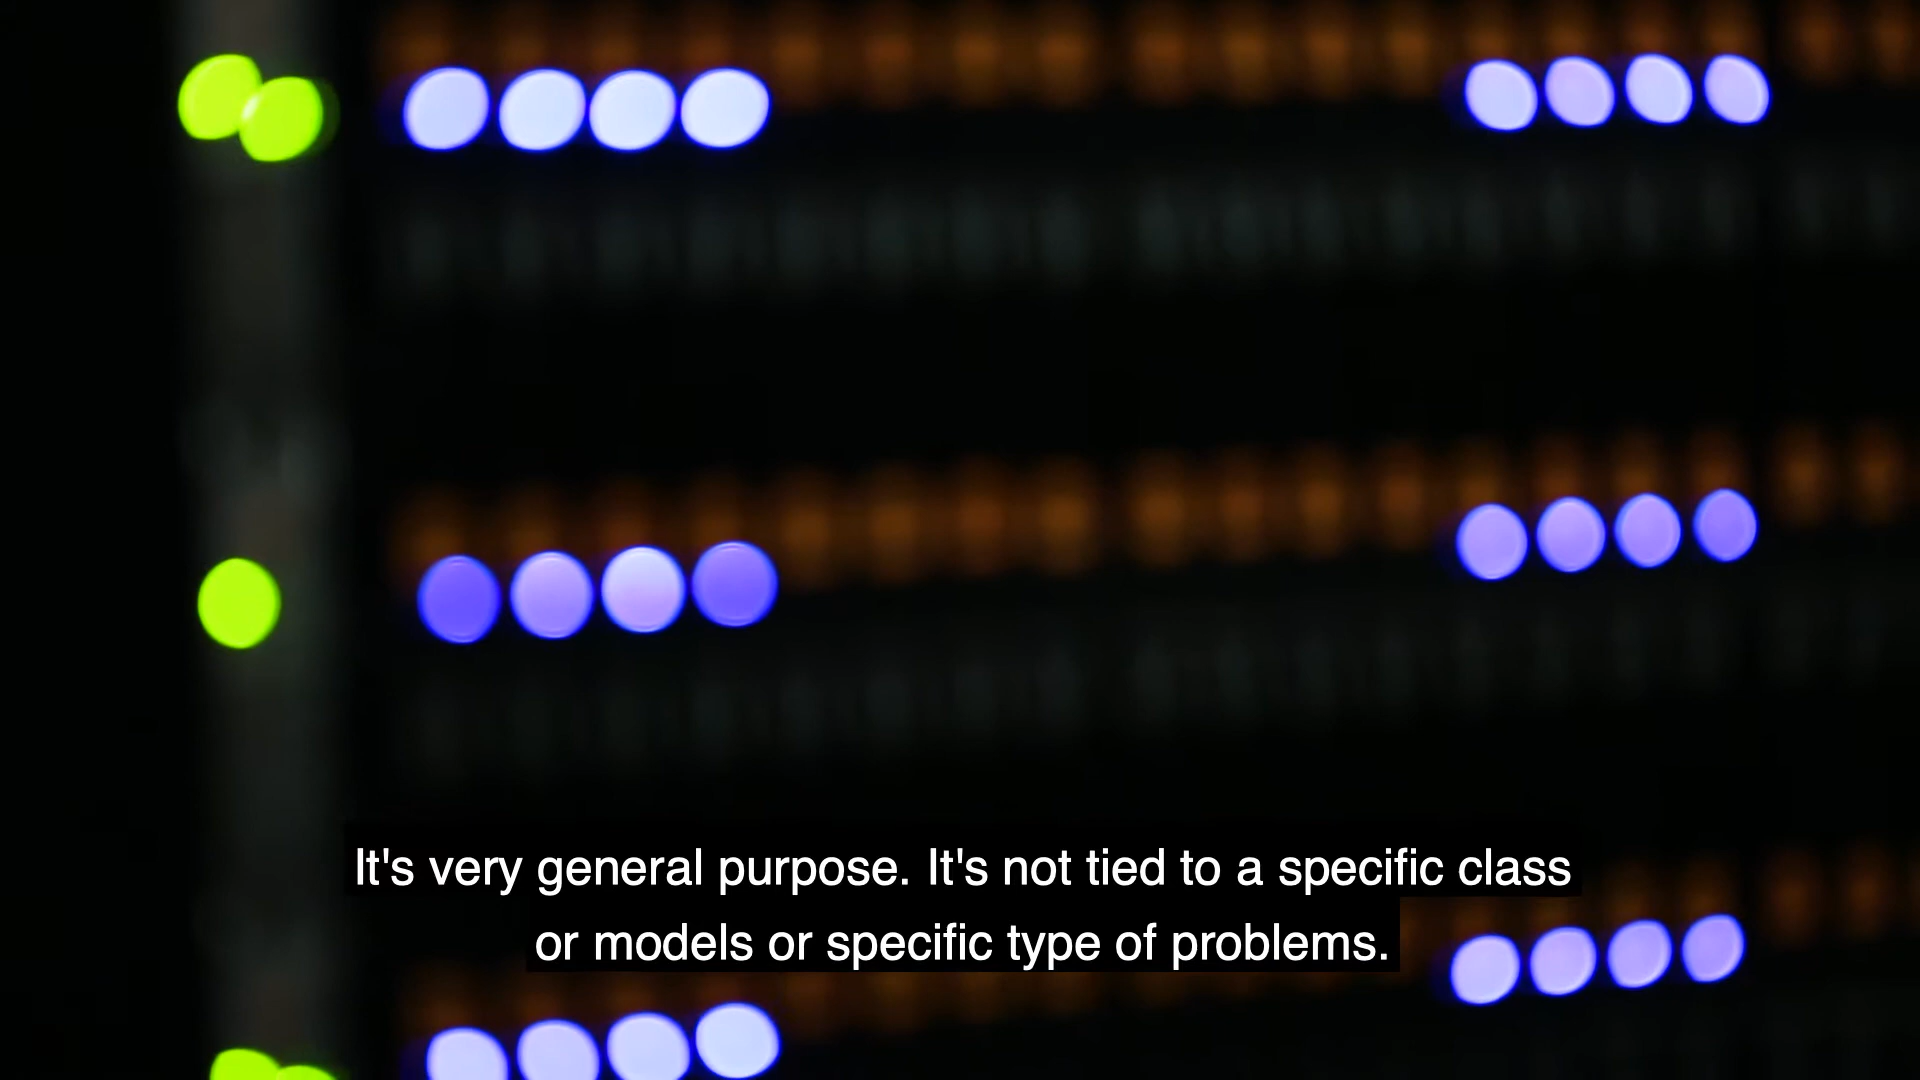 It's very general purpose. It's not tied to a specific class
or models or specific type of problems.